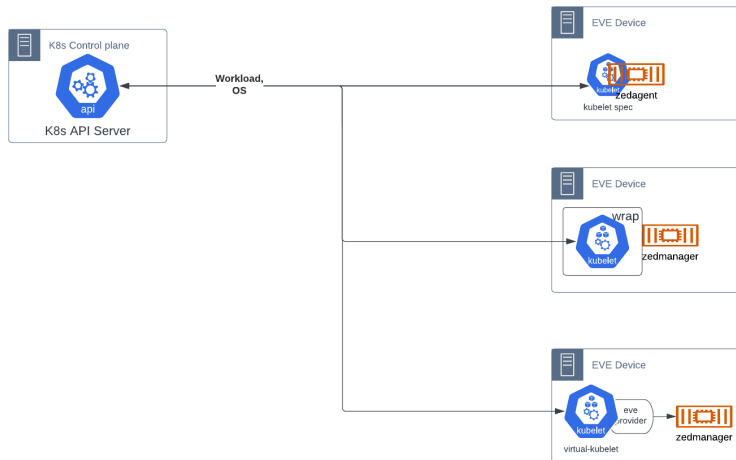 K8s Control plane
api
K8s API Server
Workload,
OS
EVE Device
kubelet
zedagent
kubelet spec
EVE Device
wrap
kubelet
zedmanager
EVE Device
kubelet
eve
provider
virtual-kubelet
zedmanager